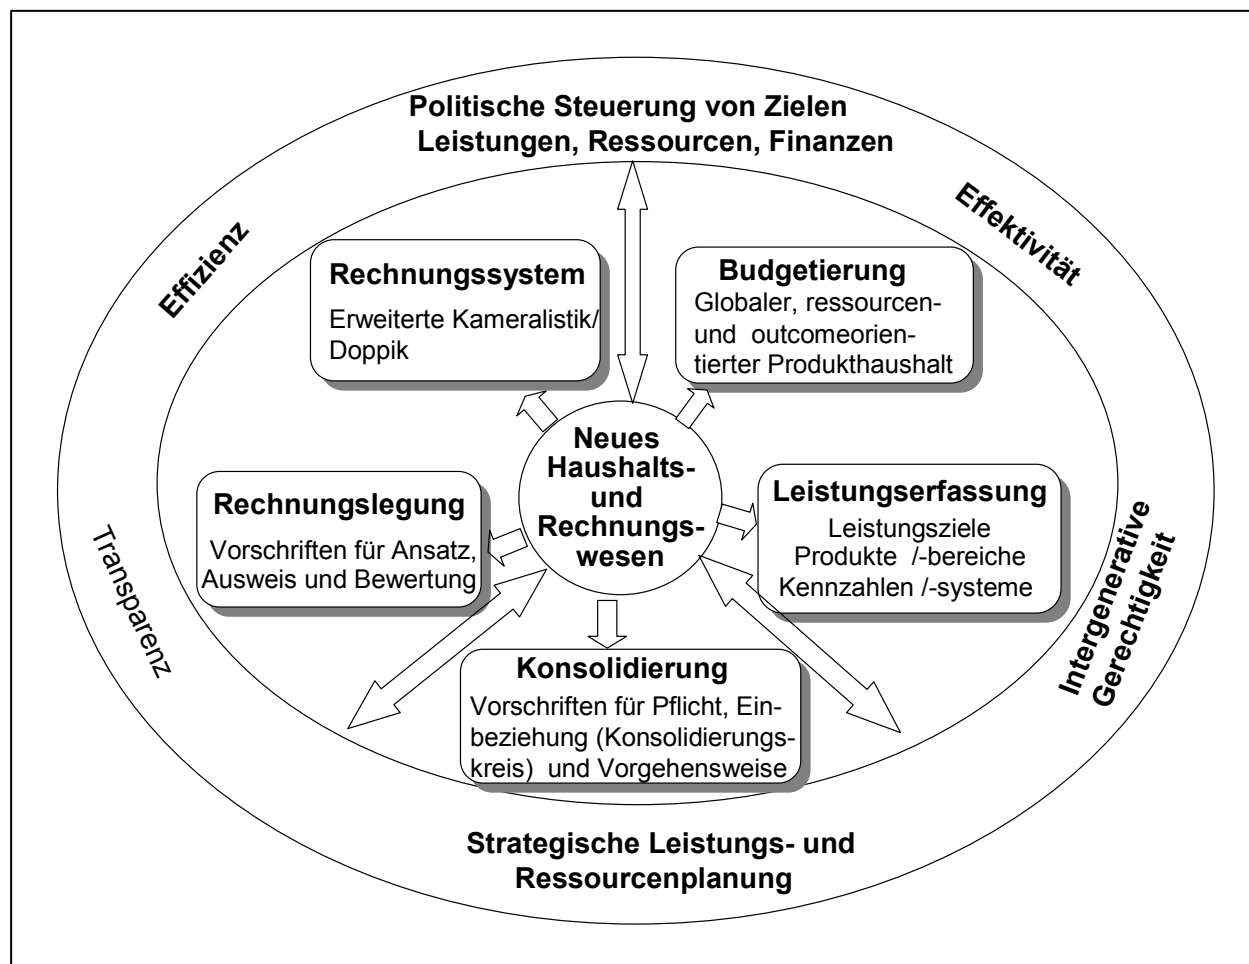 Politische Steuerung von Zielen
Leistungen, Ressourcen, Finanzen
Effizienz
Effektivität
Rechnungssystem
Erweiterte Kameralistik/
Doppik
Budgetierung
Globaler, ressourcen-
und outcomeorien-
tierter Produkthaushalt
Neues
Haushalts-
und
Rechnungs-
wesen
Rechnungslegung
Vorschriften für Ansatz,
Ausweis und Bewertung
Leistungserfassung
Leistungsziele
Produkte /-bereiche
Kennzahlen /-systeme
Transparenz
Intergenerative
Gerechtigkeit
Konsolidierung
Vorschriften für Pflicht, Ein-
beziehung (Konsolidierungs-
kreis) und Vorgehensweise
Strategische Leistungs- und
Ressourcenplanung